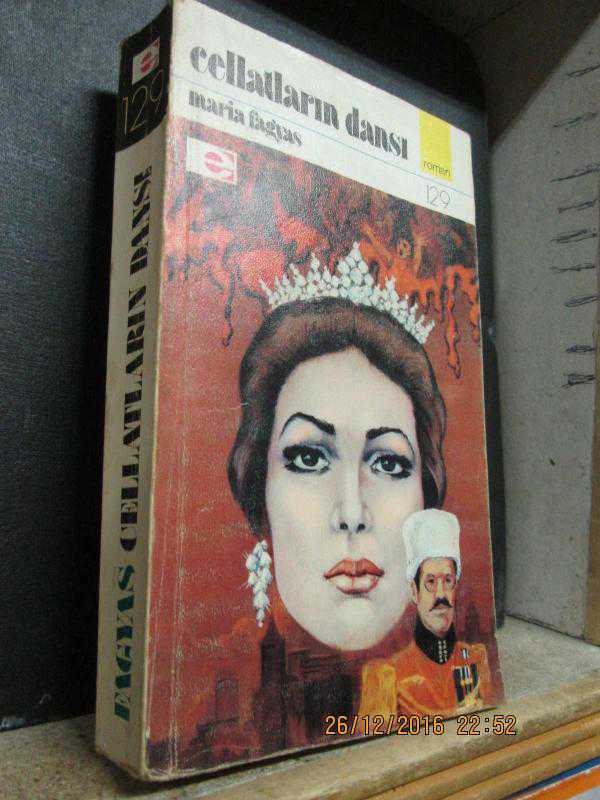 cellatların dansı
maria fagyas
roman
129
129
FAGYAS CELLATLARIN DANSI
26/12/2016 22:52